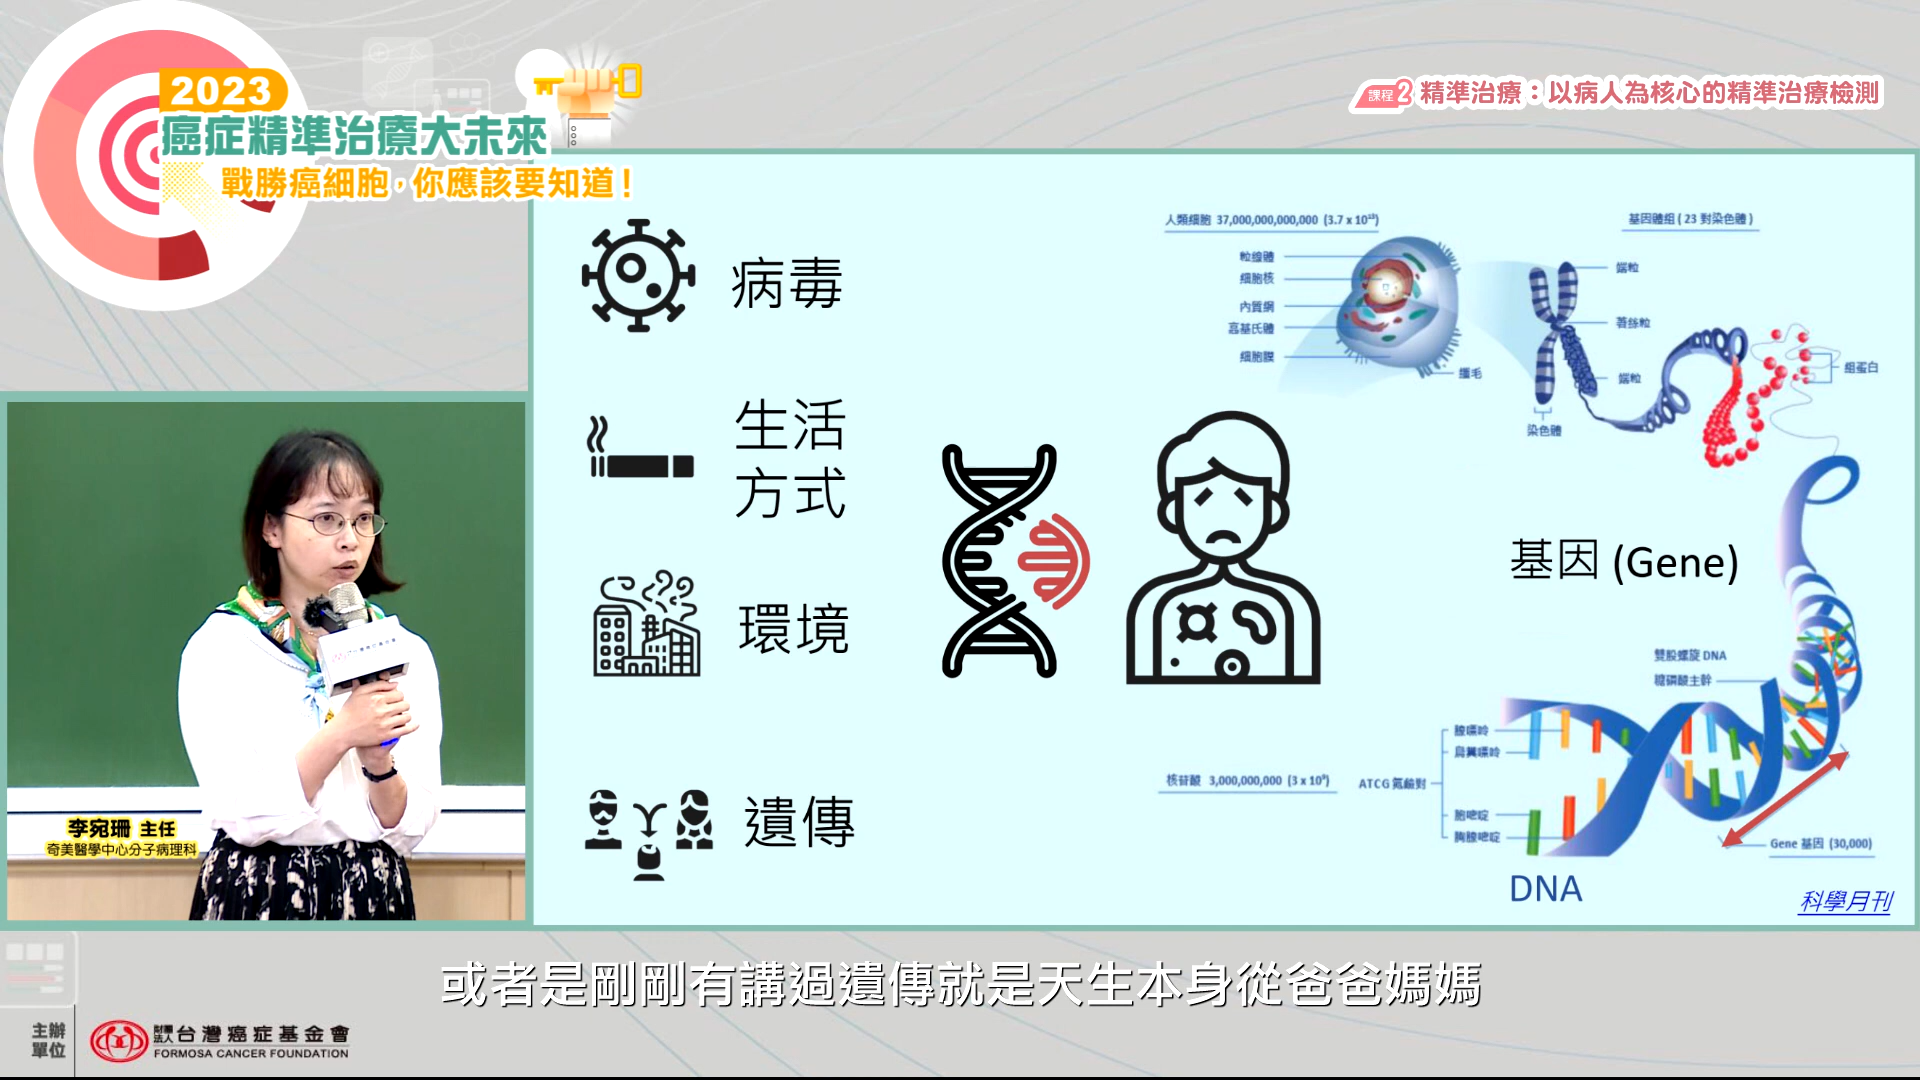 2023
癌症精準治療大未來
戰勝癌細胞,你應該要知道!
課程2 精準治療:以病人為核心的精準治療檢測
病毒
生活
方式
環境
遺傳
人類細胞 37,000,000,000,000 (3.7 x 10¹³)
粒線體
細胞核
內質網
高基氏體
細胞膜
纖毛
基因體組 ( 23 對染色體 )
端粒
著絲粒
端粒
染色體
組蛋白
基因 (Gene)
雙股螺旋 DNA
糖磷酸主幹
腺嘌呤
鳥糞嘌呤
核苷酸 3,000,000,000 (3 x 10⁹)
ATCG 氮鹼對
胞嘧啶
胸腺嘧啶
Gene 基因 (30,000)
DNA
科學月刊
李宛珊 主任
奇美醫學中心分子病理科
或者是剛剛有講過遺傳就是天生本身從爸爸媽媽
主辦
單位
財團
法人 台灣癌症基金會
FORMOSA CANCER FOUNDATION